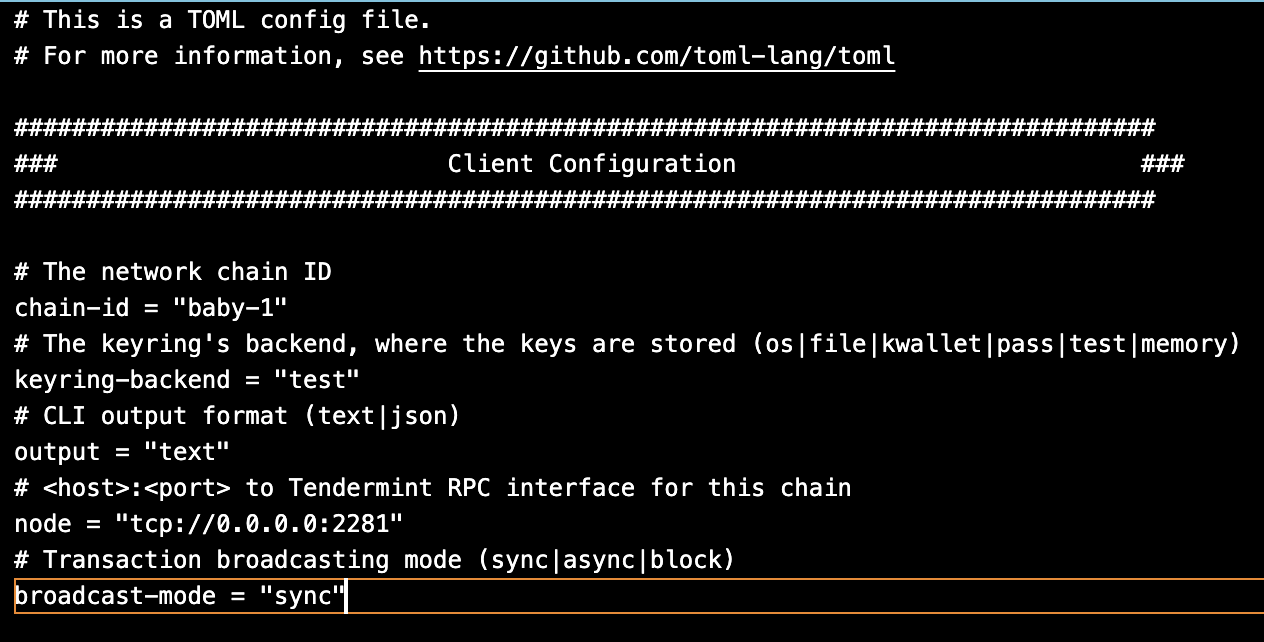 # This is a TOML config file.
# For more information, see https://github.com/toml-lang/toml
###############################################################################
###                           Client Configuration                            ###
###############################################################################
# The network chain ID
chain-id = "baby-1"
# The keyring's backend, where the keys are stored (os|file|kwallet|pass|test|memory)
keyring-backend = "test"
# CLI output format (text|json)
output = "text"
# <host>:<port> to Tendermint RPC interface for this chain
node = "tcp://0.0.0.0:2281"
# Transaction broadcasting mode (sync|async|block)
broadcast-mode = "sync"